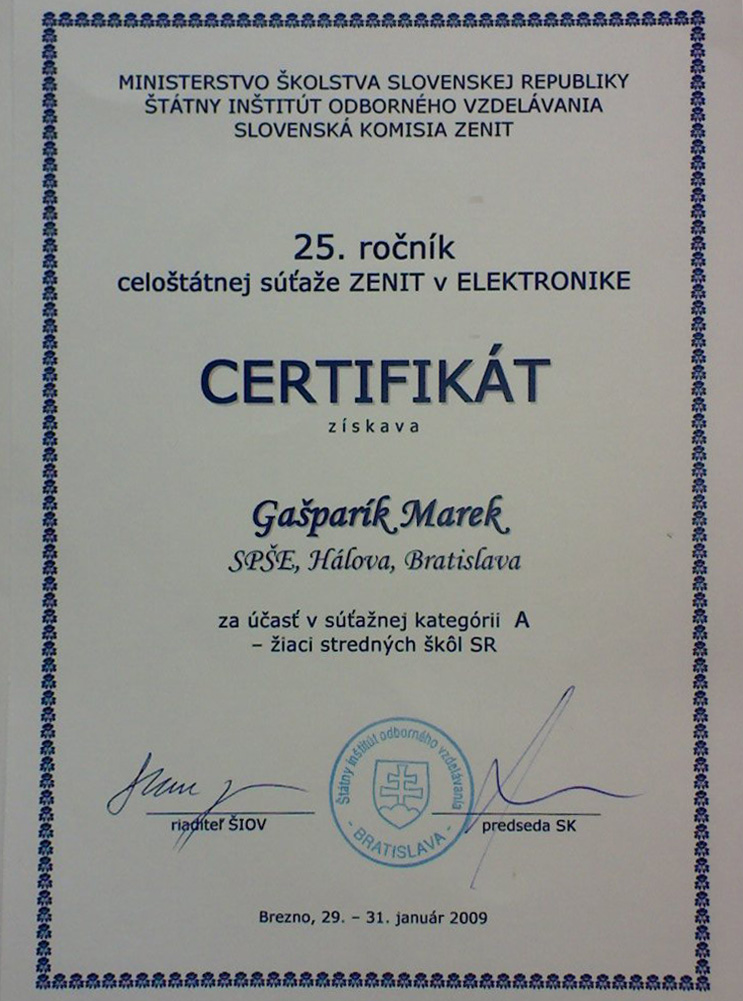 MINISTERSTVO ŠKOLSTVA SLOVENSKEJ REPUBLIKY
ŠTÁTNY INŠTITÚT ODBORNÉHO VZDELÁVANIA
SLOVENSKÁ KOMISIA ZENIT
25. ročník
celoštátnej súťaže ZENIT v ELEKTRONIKE
CERTIFIKÁT
získava
Gašparík Marek
SPŠE, Hálova, Bratislava
za účasť v súťažnej kategórii A
– žiaci stredných škôl SR
Štátny inštitút odborného vzdelávania
- BRATISLAVA -
riaditeľ ŠIOV
predseda SK
Brezno, 29. – 31. január 2009